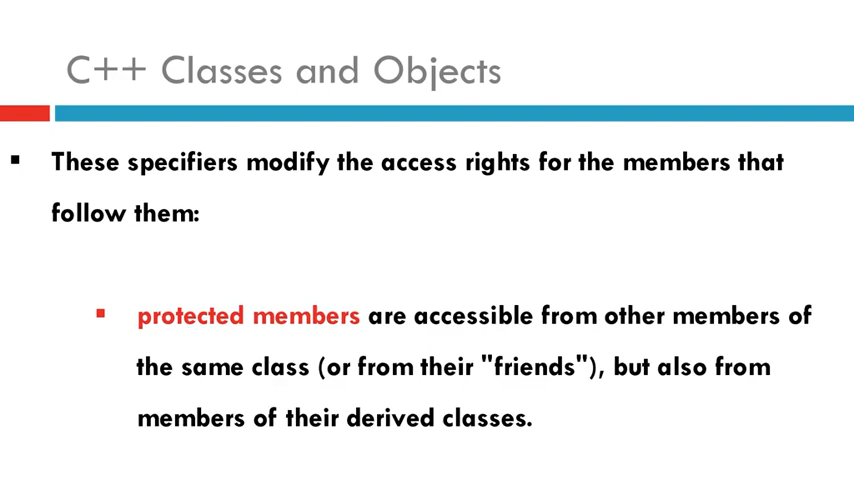 C++ Classes and Objects
▪ These specifiers modify the access rights for the members that
follow them:
▪ protected members are accessible from other members of
the same class (or from their "friends"), but also from
members of their derived classes.